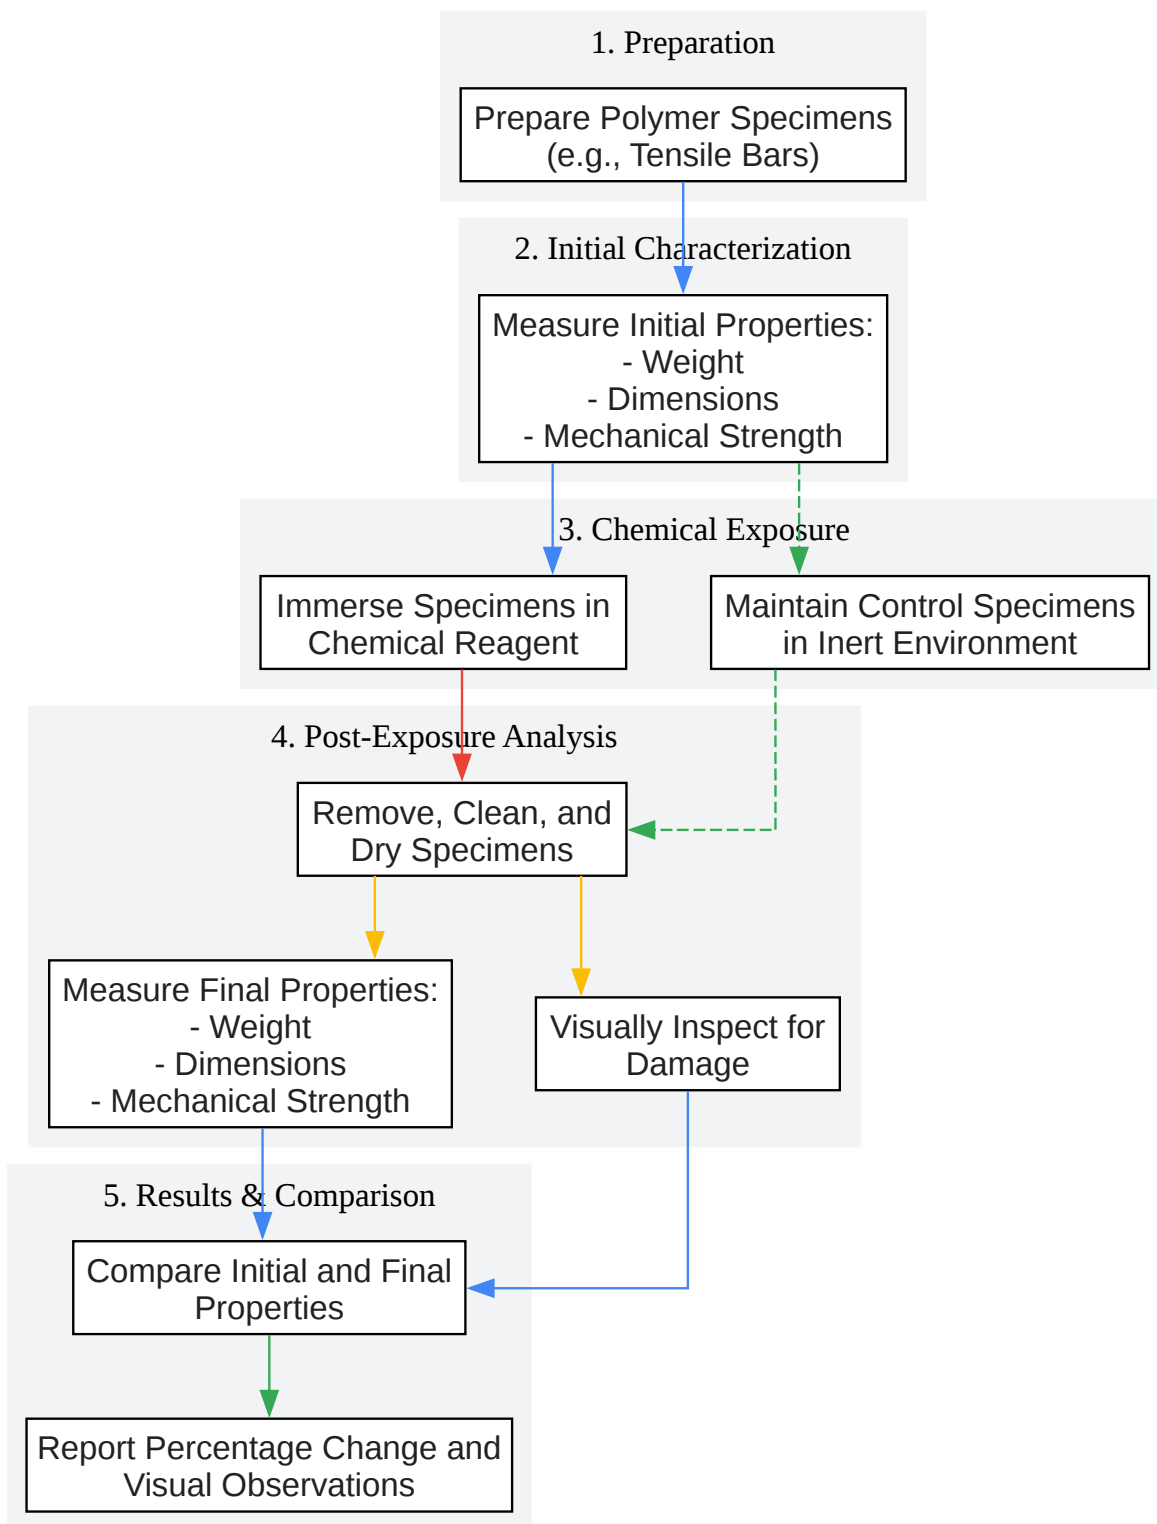 1. Preparation
Prepare Polymer Specimens
(e.g., Tensile Bars)
2. Initial Characterization
Measure Initial Properties:
- Weight
- Dimensions
- Mechanical Strength
3. Chemical Exposure
Immerse Specimens in
Chemical Reagent
Maintain Control Specimens
in Inert Environment
4. Post-Exposure Analysis
Remove, Clean, and
Dry Specimens
Measure Final Properties:
- Weight
- Dimensions
- Mechanical Strength
Visually Inspect for
Damage
5. Results & Comparison
Compare Initial and Final
Properties
Report Percentage Change and
Visual Observations